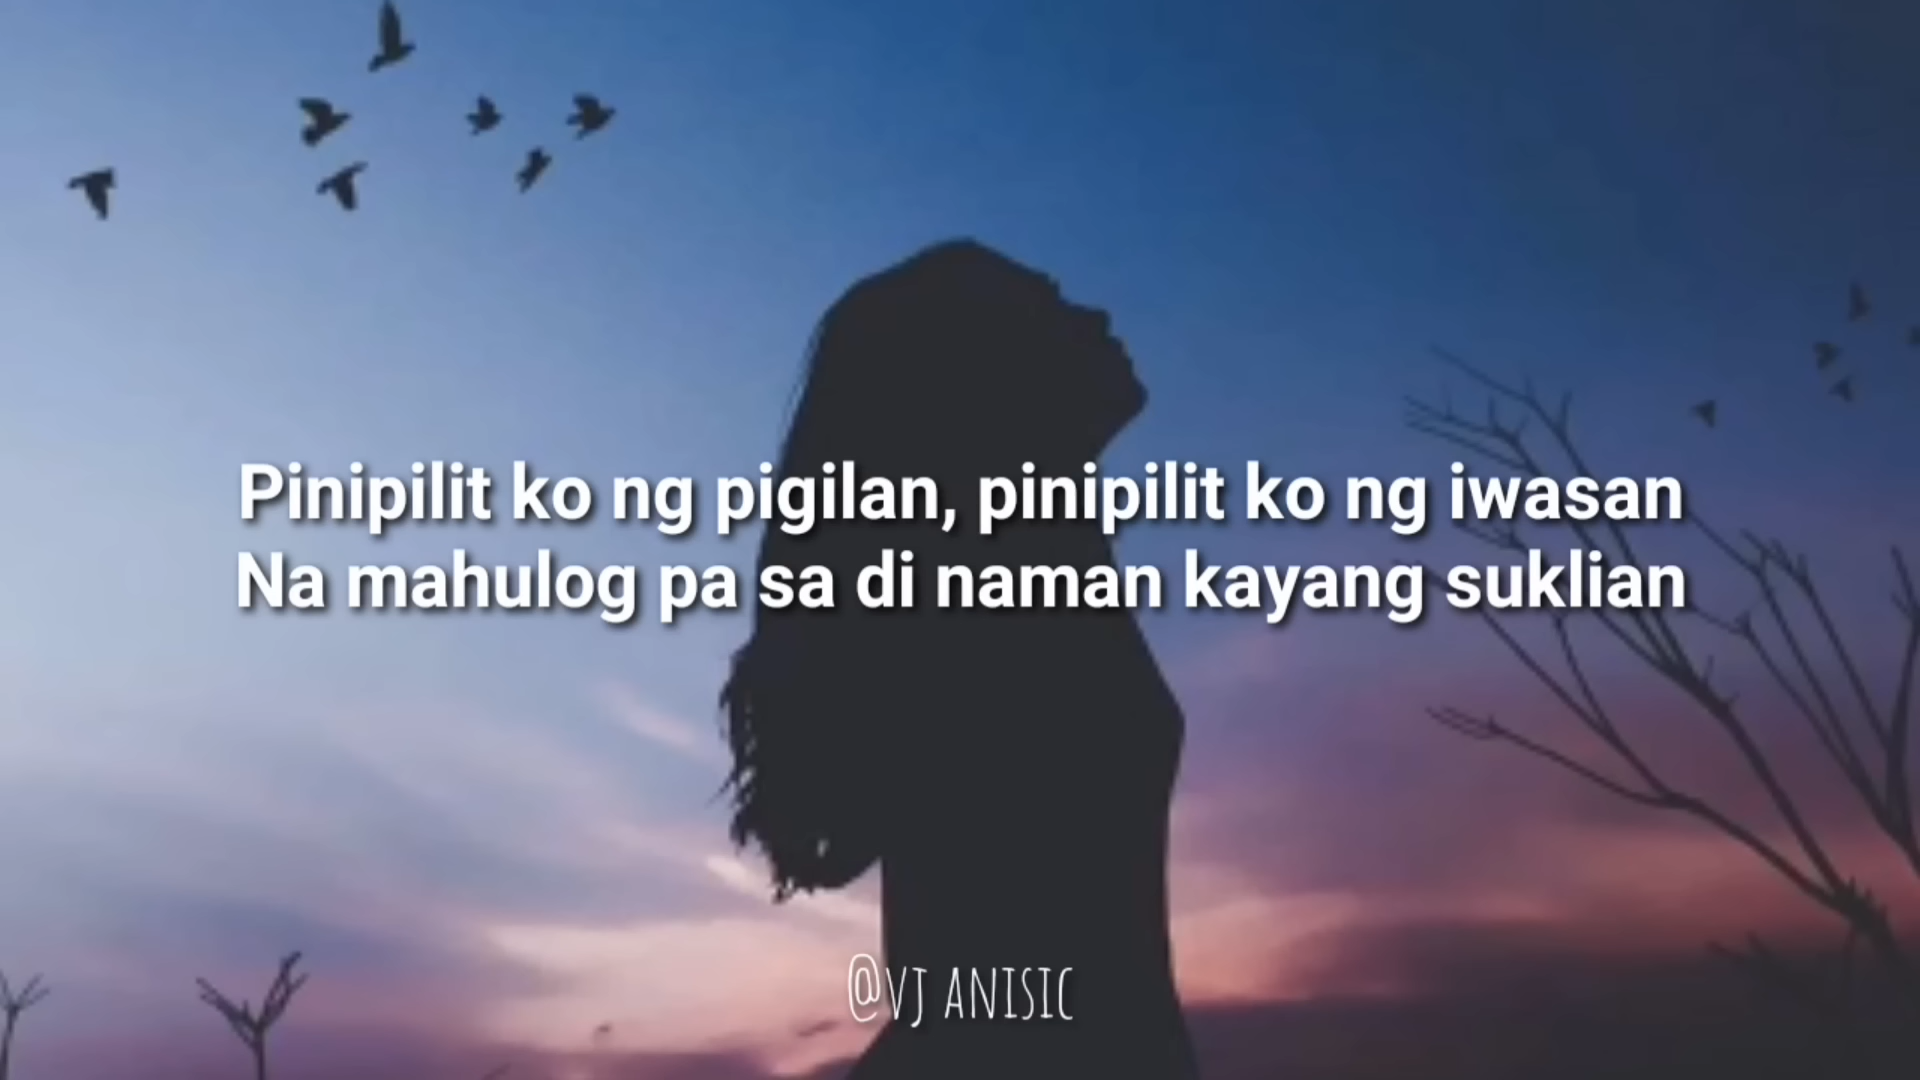 Pinipilit ko ng pigilan, pinipilit ko ng iwasan
Na mahulog pa sa di naman kayang suklian
@VJ ANISIC